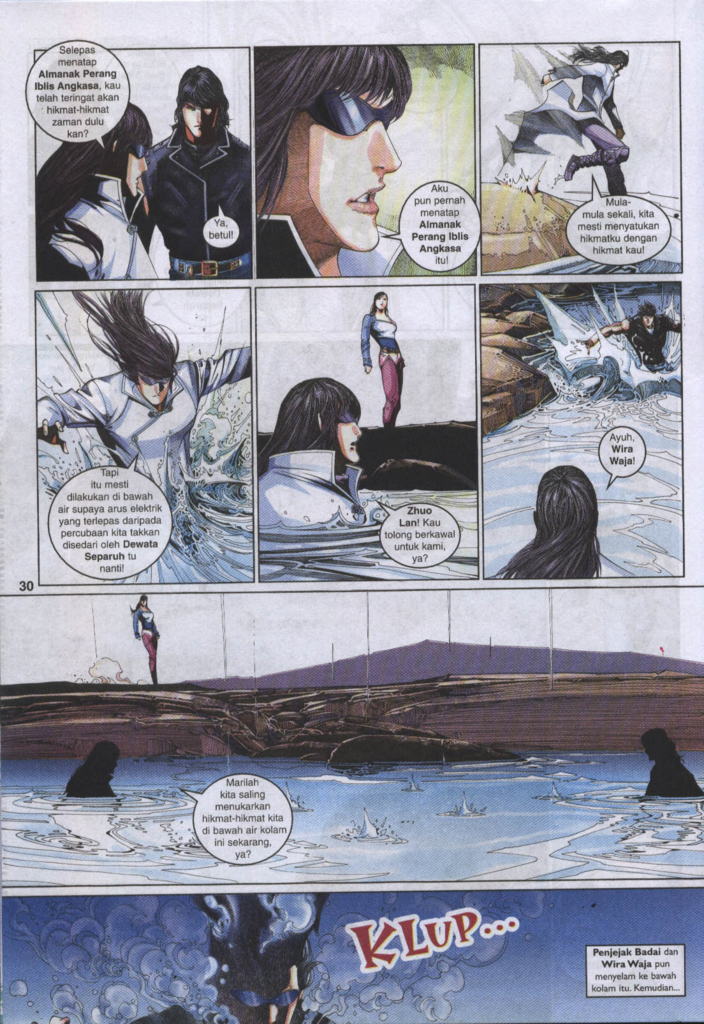 Selepas
menatap
Almanak Perang
Iblis Angkasa, kau
telah teringat akan
hikmat-hikmat
zaman dulu
kan?
Ya,
betul!
Aku
pun pernah
menatap
Almanak
Perang Iblis
Angkasa
itu!
Mula-
mula sekali, kita
mesti menyatukan
hikmatku dengan
hikmat kau!
Tapi
itu mesti
dilakukan di bawah
air supaya arus elektrik
yang terlepas daripada
percubaan kita takkan
disedari oleh Dewata
Separuh tu
nanti!
Zhuo
Lan! Kau
tolong berkawal
untuk kami,
ya?
Ayuh,
Wira
Waja!
30
Marilah
kita saling
menukarkan
hikmat-hikmat kita
di bawah air kolam
ini sekarang,
ya?
KLUP...
Penjejak Badai dan
Wira Waja pun
menyelam ke bawah
kolam itu. Kemudian...